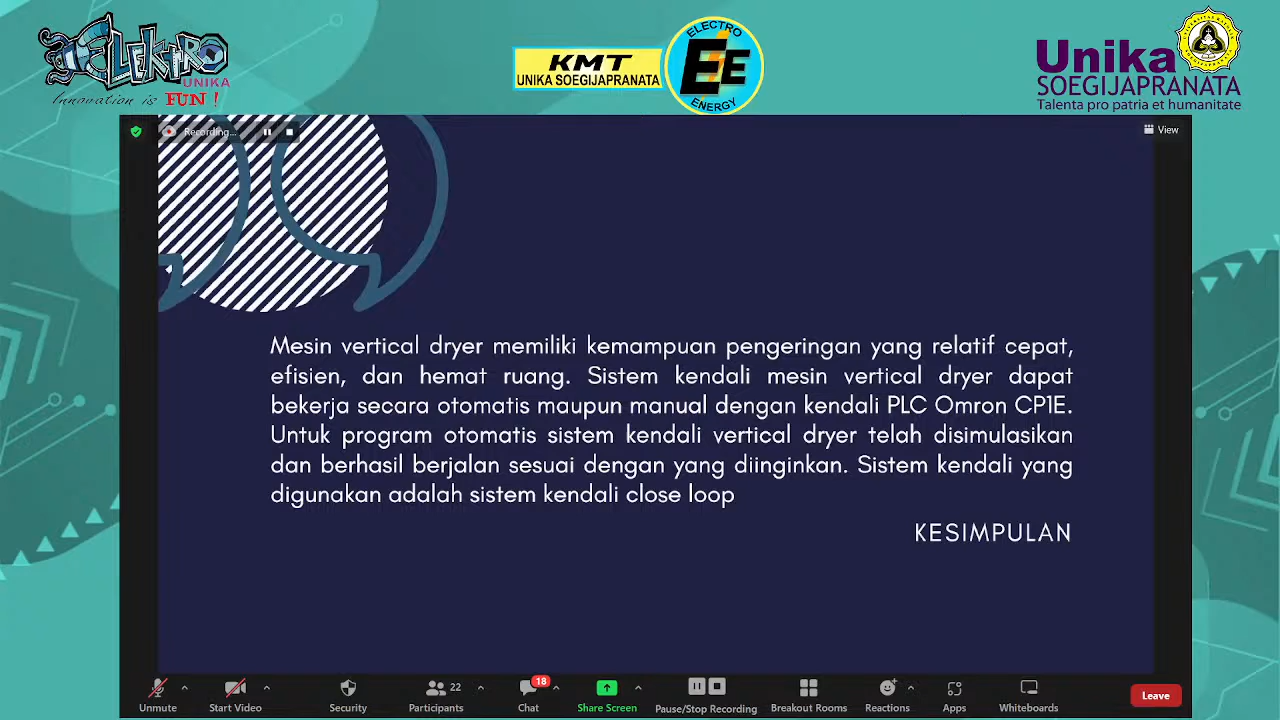 ELEKTRO
UNIKA
Innovation is FUN !
KMT
UNIKA SOEGIJAPRANATA
ELECTRO
EE
ENERGY
Unika
SOEGIJAPRANATA
Talenta pro patria et humanitate
Recording...
View
Mesin vertical dryer memiliki kemampuan pengeringan yang relatif cepat,
efisien, dan hemat ruang. Sistem kendali mesin vertical dryer dapat
bekerja secara otomatis maupun manual dengan kendali PLC Omron CP1E.
Untuk program otomatis sistem kendali vertical dryer telah disimulasikan
dan berhasil berjalan sesuai dengan yang diinginkan. Sistem kendali yang
digunakan adalah sistem kendali close loop
KESIMPULAN
22
18
Unmute
Start Video
Security
Participants
Chat
Share Screen
Pause/Stop Recording
Breakout Rooms
Reactions
Apps
Whiteboards
Leave